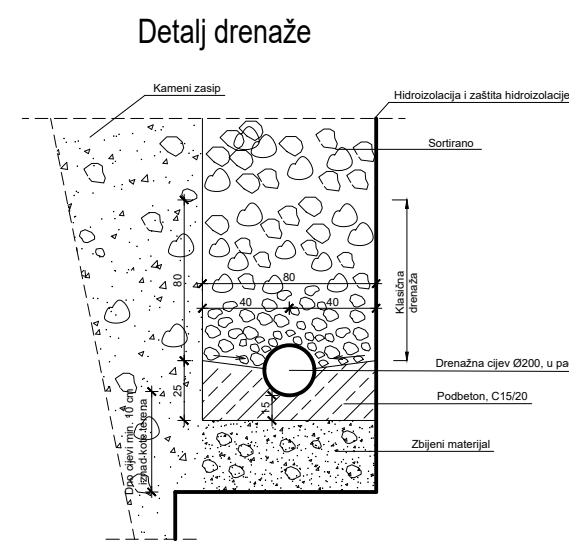 Detalj drenaže
Kameni zasip
Hidroizolacija i zaštita hidroizolacije
Sortirano
80
80
40
40
Klasična
drenaža
Drenažna cijev Ø200, u pa
25
15
Podbeton, C15/20
Dno cijevi min. 10 cm
iznad kote terena
Zbijeni materijal